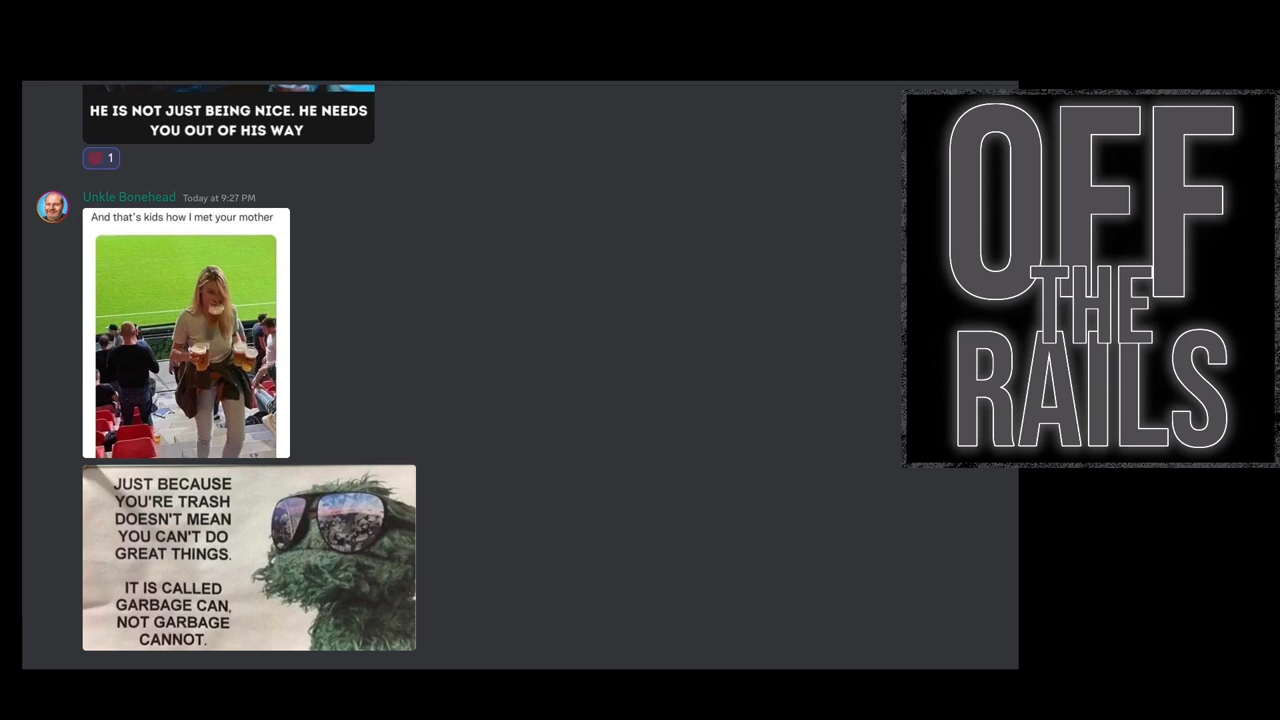 HE IS NOT JUST BEING NICE. HE NEEDS
YOU OUT OF HIS WAY
1
Unkle Bonehead Today at 9:27 PM
And that's kids how I met your mother
JUST BECAUSE
YOU'RE TRASH
DOESN'T MEAN
YOU CAN'T DO
GREAT THINGS.
IT IS CALLED
GARBAGE CAN,
NOT GARBAGE
CANNOT.
OFF
THE
RAILS